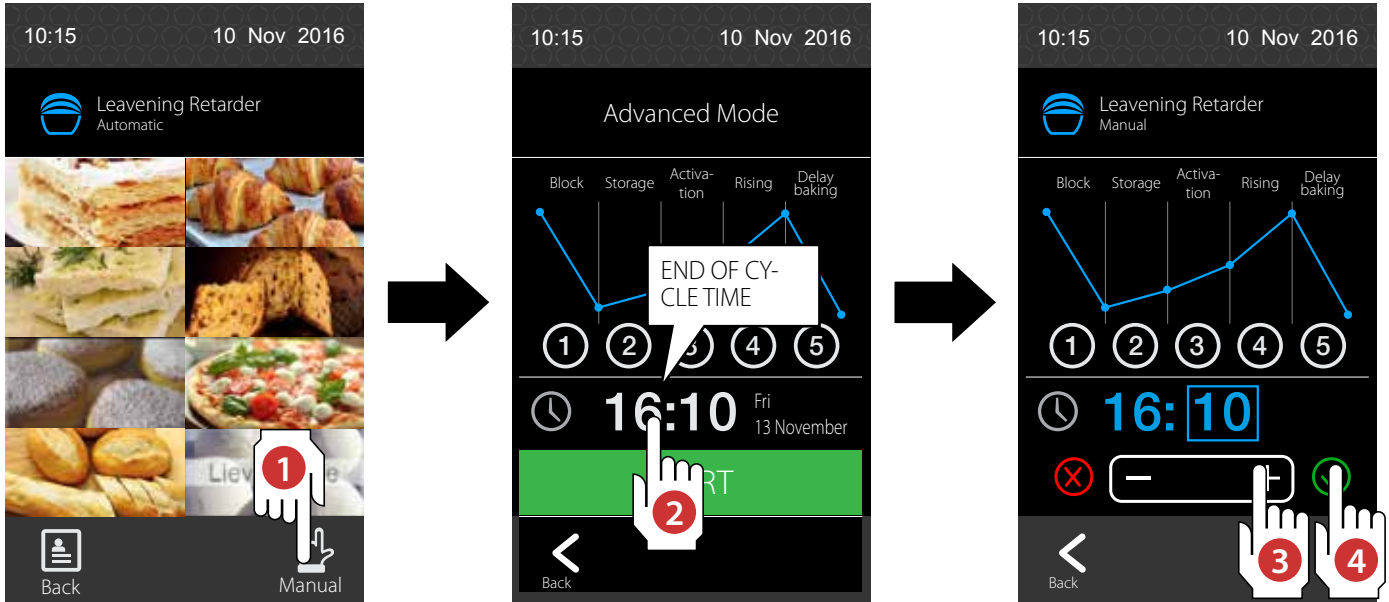 10:15 10 Nov 2016
Leavening Retarder
Automatic
1
Back
Manual
10:15 10 Nov 2016
Advanced Mode
Block Storage Activa-
tion Rising Delay
baking
END OF CY-
CLE TIME
1 2 3 4 5
16:10 Fri
13 November
RT
2
Back
10:15 10 Nov 2016
Leavening Retarder
Manual
Block Storage Activa-
tion Rising Delay
baking
1 2 3 4 5
16: 10
− +
3 4
Back